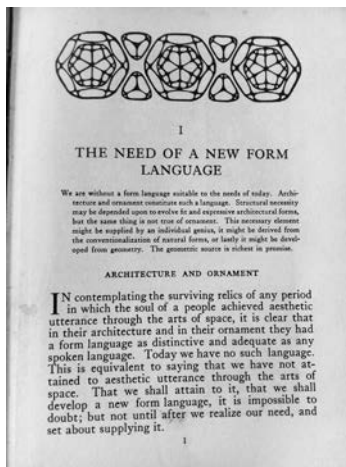 I
THE NEED OF A NEW FORM
LANGUAGE
We are without a form language suitable to the needs of today. Archi-
tecture and ornament constitute such a language. Structural necessity
may be depended upon to evolve fit and expressive architectural forms,
but the same thing is not true of ornament. This necessary element
might be supplied by an individual genius, it might be derived from
the conventionalization of natural forms, or lastly it might be devel-
oped from geometry. The geometric source is richest in promise.
ARCHITECTURE AND ORNAMENT
IN contemplating the surviving relics of any period
in which the soul of a people achieved aesthetic
utterance through the arts of space, it is clear that
in their architecture and in their ornament they had
a form language as distinctive and adequate as any
spoken language. Today we have no such language.
This is equivalent to saying that we have not at-
tained to aesthetic utterance through the arts of
space. That we shall attain to it, that we shall
develop a new form language, it is impossible to
doubt; but not until after we realize our need, and
set about supplying it.
1